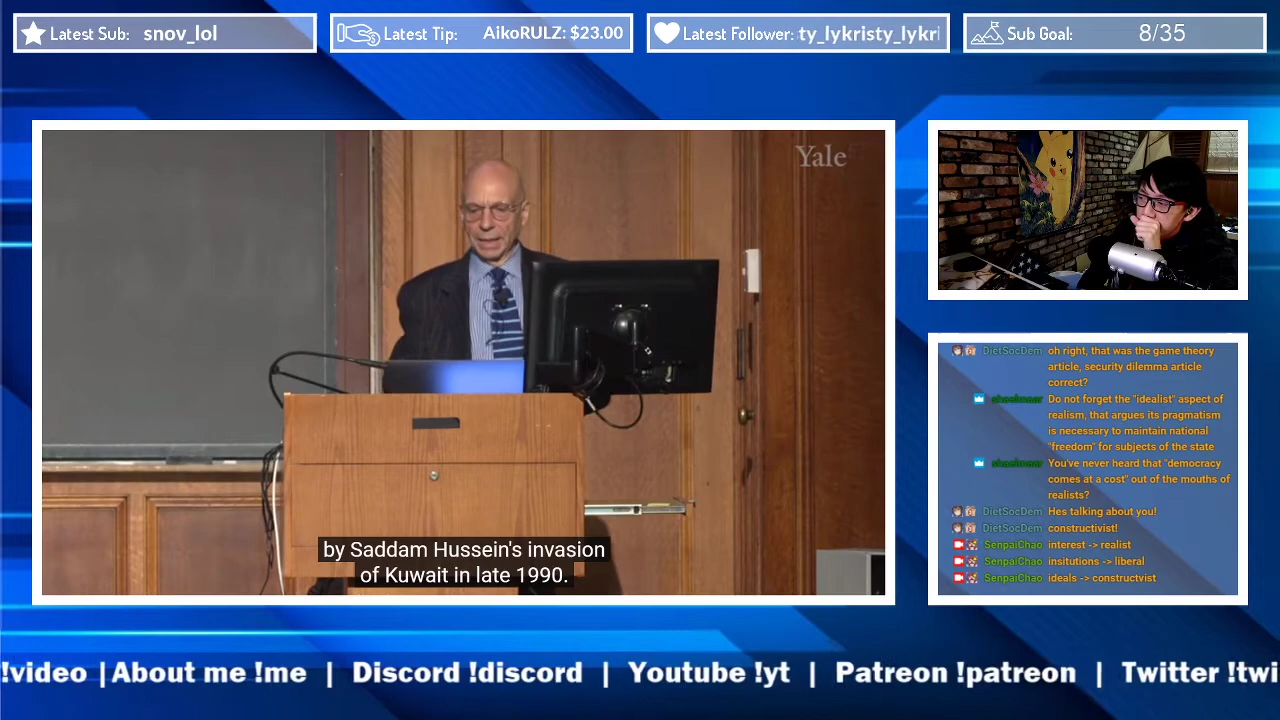 Latest Sub: snov_lol
Latest Tip: AikoRULZ: $23.00
Latest Follower: ty_lykristy_lykri
Sub Goal: 8/35
Yale
by Saddam Hussein's invasion
of Kuwait in late 1990.
DietSocDem oh right, that was the game theory
article, security dilemma article
correct?
Do not forget the "idealist" aspect of
realism, that argues its pragmatism
is necessary to maintain national
"freedom" for subjects of the state
You've never heard that "democracy
comes at a cost" out of the mouths of
realists?
DietSocDem Hes talking about you!
DietSocDem constructivist!
SenpaiChao interest -> realist
SenpaiChao insitutions -> liberal
SenpaiChao ideals -> constructvist
!video | About me !me | Discord !discord | Youtube !yt | Patreon !patreon | Twitter !twi